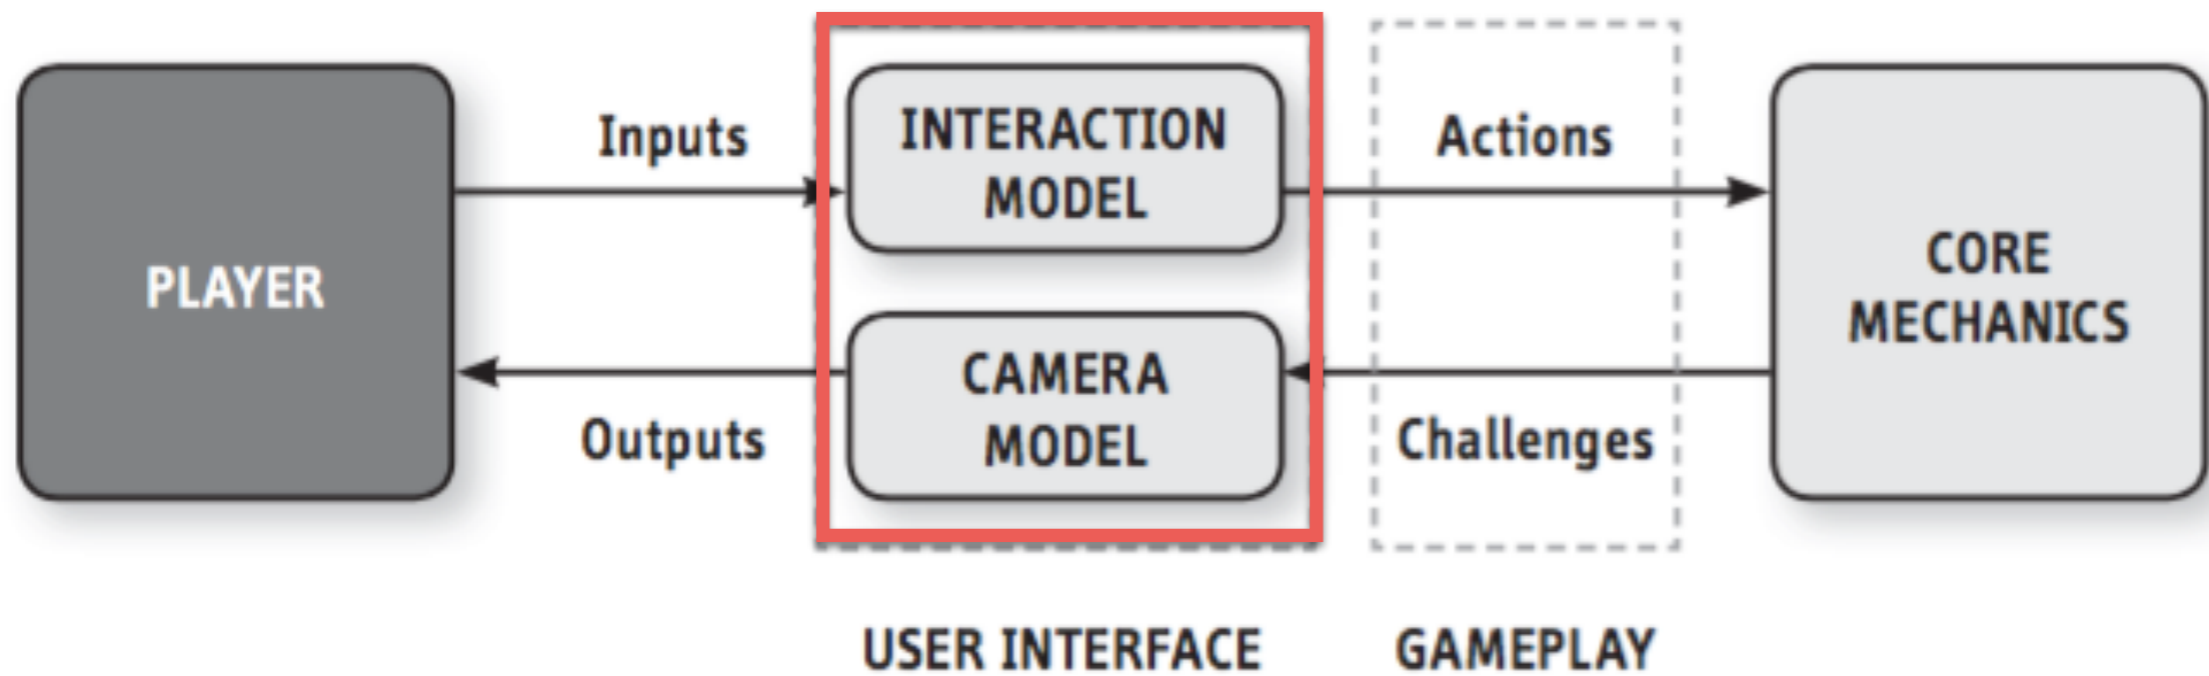 PLAYER
Inputs
Outputs
INTERACTION
MODEL
CAMERA
MODEL
Actions
Challenges
CORE
MECHANICS
USER INTERFACE
GAMEPLAY